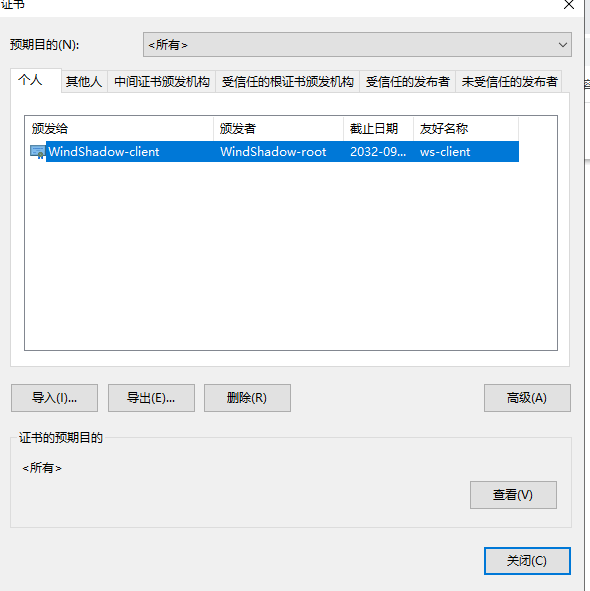 证书
预期目的(N):
<所有>
个人 其他人 中间证书颁发机构 受信任的根证书颁发机构 受信任的发布者 未受信任的发布者
颁发给 颁发者 截止日期 友好名称
WindShadow-client WindShadow-root 2032-09... ws-client
导入(I)... 导出(E)... 删除(R) 高级(A)
证书的预期目的
<所有>
查看(V)
关闭(C)